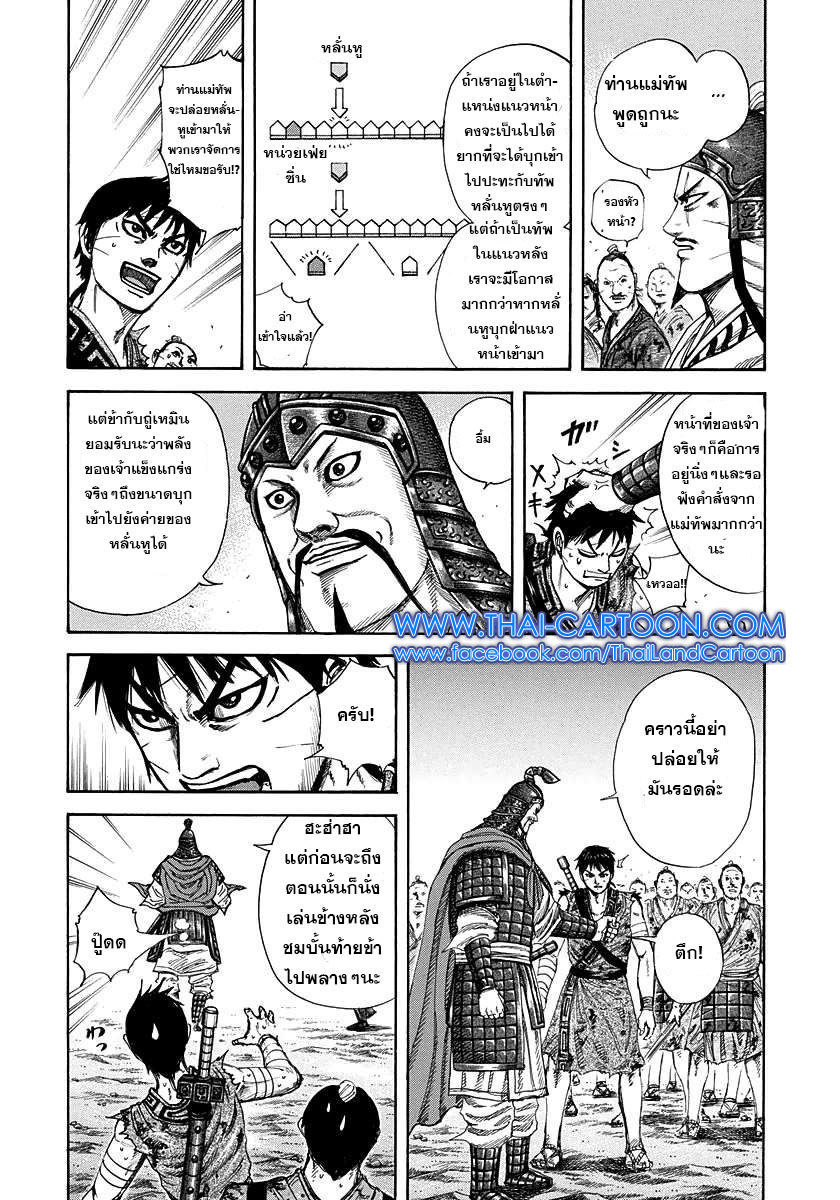 ...
ท่านแม่ทัพ
พูดถูกนะ
รองหัว
หน้า?
ถ้าเราอยู่ในตำ-
แหน่งแนวหน้า
คงจะเป็นไปได้
ยากที่จะได้บุกเข้า
ไปปะทะกับทัพ
หลั่นหูตรงๆ
แต่ถ้าเป็นทัพ
ในแนวหลัง
เราจะมีโอกาส
มากกว่าหากหลั่
นหูบุกฝ่าแนว
หน้าเข้ามา
หลั่นหู
หน่วยเฟย
ซิ่น
อ่า
เข้าใจแล้ว!
ท่านแม่ทัพ
จะปล่อยหลั่น-
หูเข้ามาให้
พวกเราจัดการ
ใช่ไหมขอรับ!?
หน้าที่ของเจ้า
จริงๆก็คือการ
อยู่นิ่งๆและรอ
ฟังคำสั่งจาก
แม่ทัพมากกว่า
นะ
เหวออ!!
อื้ม
แต่ข้ากับถู่เหมิน
ยอมรับนะว่าพลัง
ของเจ้าแข็งแกร่ง
จริงๆถึงขนาดบุก
เข้าไปยังค่ายของ
หลั่นหูได้
WWW.THAI-CARTOON.COM
www.facebook.com/ThaiLandCartoon
คราวนี้อย่า
ปล่อยให้
มันรอดล่ะ
ตึก!
ครับ!
ฮะฮ่าฮา
แต่ก่อนจะถึง
ตอนนั้นก็นั่ง
เล่นข้างหลัง
ชมบั้นท้ายข้า
ไปพลางๆนะ
ปู๊ดด
わっ